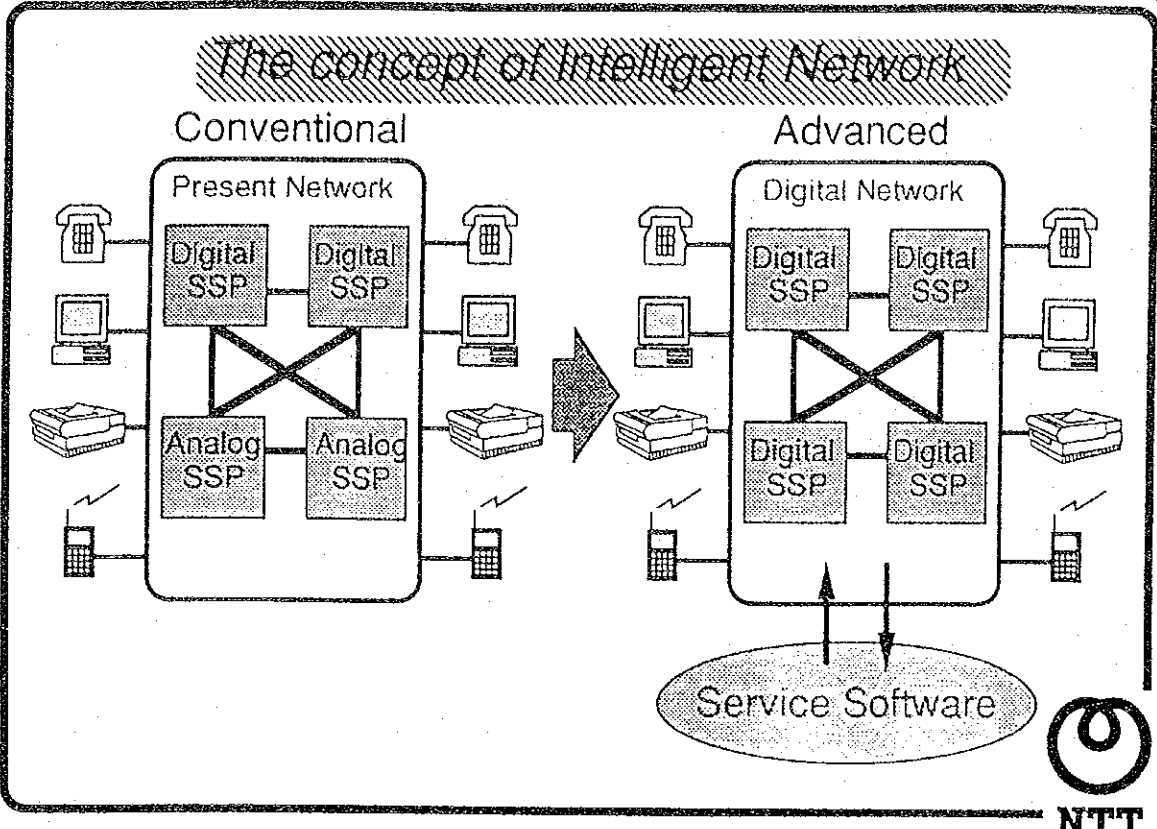 The concept of Intelligent Network
Conventional
Present Network
Digital SSP
Digital SSP
Analog SSP
Analog SSP
Advanced
Digital Network
Digital SSP
Digital SSP
Digital SSP
Digital SSP
Service Software
NTT